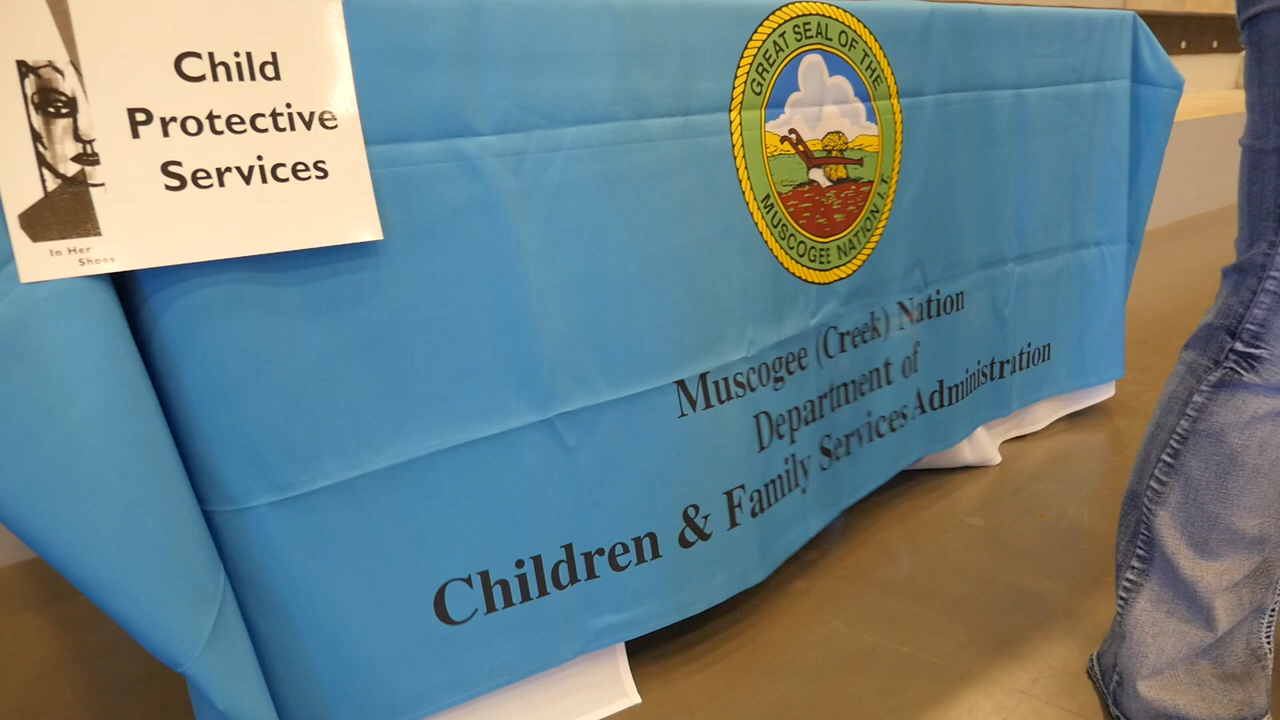 Child
Protective
Services
In Her
Shoes
GREAT SEAL OF THE
MUSCOGEE NATION I.T.
Muscogee (Creek) Nation
Department of
Children & Family Services Administration